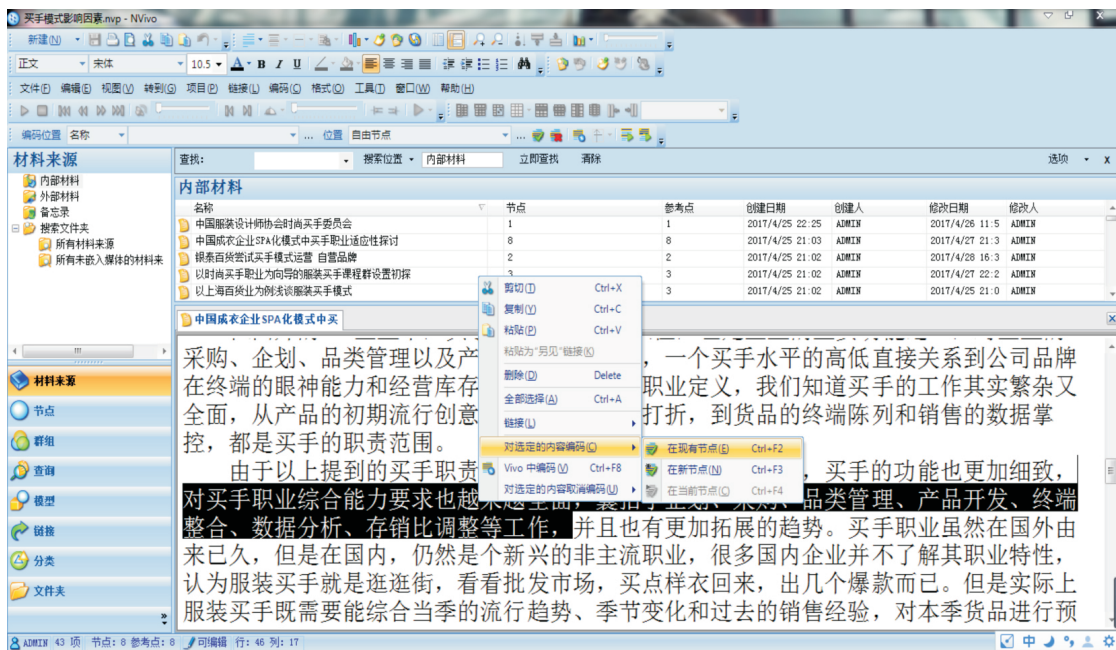 买手模式影响因素.nvp - NVivo
新建(N)
正文 宋体 10.5 A B I U
文件(F) 编辑(E) 视图(V) 转到(G) 项目(P) 链接(L) 编码(C) 格式(O) 工具(T) 窗口(W) 帮助(H)
编码位置 名称 ... 位置 自由节点 ...
材料来源
内部材料
外部材料
备忘录
搜索文件夹
所有材料来源
所有未嵌入媒体的材料来
查找: 搜索位置 内部材料 立即查找 清除 选项 x
内部材料
名称 节点 参考点 创建日期 创建人 修改日期 修改人
中国服装设计师协会时尚买手委员会 1 1 2017/4/25 22:25 ADMIN 2017/4/26 11:5 ADMIN
中国成衣企业SPA化模式中买手职业适应性探讨 8 8 2017/4/25 21:03 ADMIN 2017/4/27 21:3 ADMIN
银泰百货尝试买手模式运营 自营品牌 2 2 2017/4/25 21:02 ADMIN 2017/4/28 16:3 ADMIN
以时尚买手职业为向导的服装买手课程群设置初探 3 3 2017/4/25 21:02 ADMIN 2017/4/27 22:2 ADMIN
以上海百货业为例浅谈服装买手模式 3 2017/4/25 21:02 ADMIN 2017/4/25 21:0 ADMIN
中国成衣企业SPA化模式中买
采购、企划、品类管理以及产 ，一个买手水平的高低直接关系到公司品牌
在终端的眼神能力和经营库存 职业定义，我们知道买手的工作其实繁杂又
全面，从产品的初期流行创意 打折，到货品的终端陈列和销售的数据掌
控，都是买手的职责范围。
由于以上提到的买手职责 ，买手的功能也更加细致，
对买手职业综合能力要求也越来越全面，囊括了企划、采购、品类管理、产品开发、终端
整合、数据分析、存销比调整等工作，并且也有更加拓展的趋势。买手职业虽然在国外由
来已久，但是在国内，仍然是个新兴的非主流职业，很多国内企业并不了解其职业特性，
认为服装买手就是逛逛街，看看批发市场，买点样衣回来，出几个爆款而已。但是实际上
服装买手既需要能综合当季的流行趋势、季节变化和过去的销售经验，对本季货品进行预
剪切(T) Ctrl+X
复制(Y) Ctrl+C
粘贴(P) Ctrl+V
粘贴为"另见"链接(K)
删除(D) Delete
全部选择(A) Ctrl+A
链接(L)
对选定的内容编码(C)
Vivo 中编码(V) Ctrl+F8
对选定的内容取消编码(U)
在现有节点(E) Ctrl+F2
在新节点(N) Ctrl+F3
在当前节点(C) Ctrl+F4
材料来源
节点
群组
查询
模型
链接
分类
文件夹
ADMIN 43 项 节点: 8 参考点: 8 可编辑 行: 46 列: 17
中